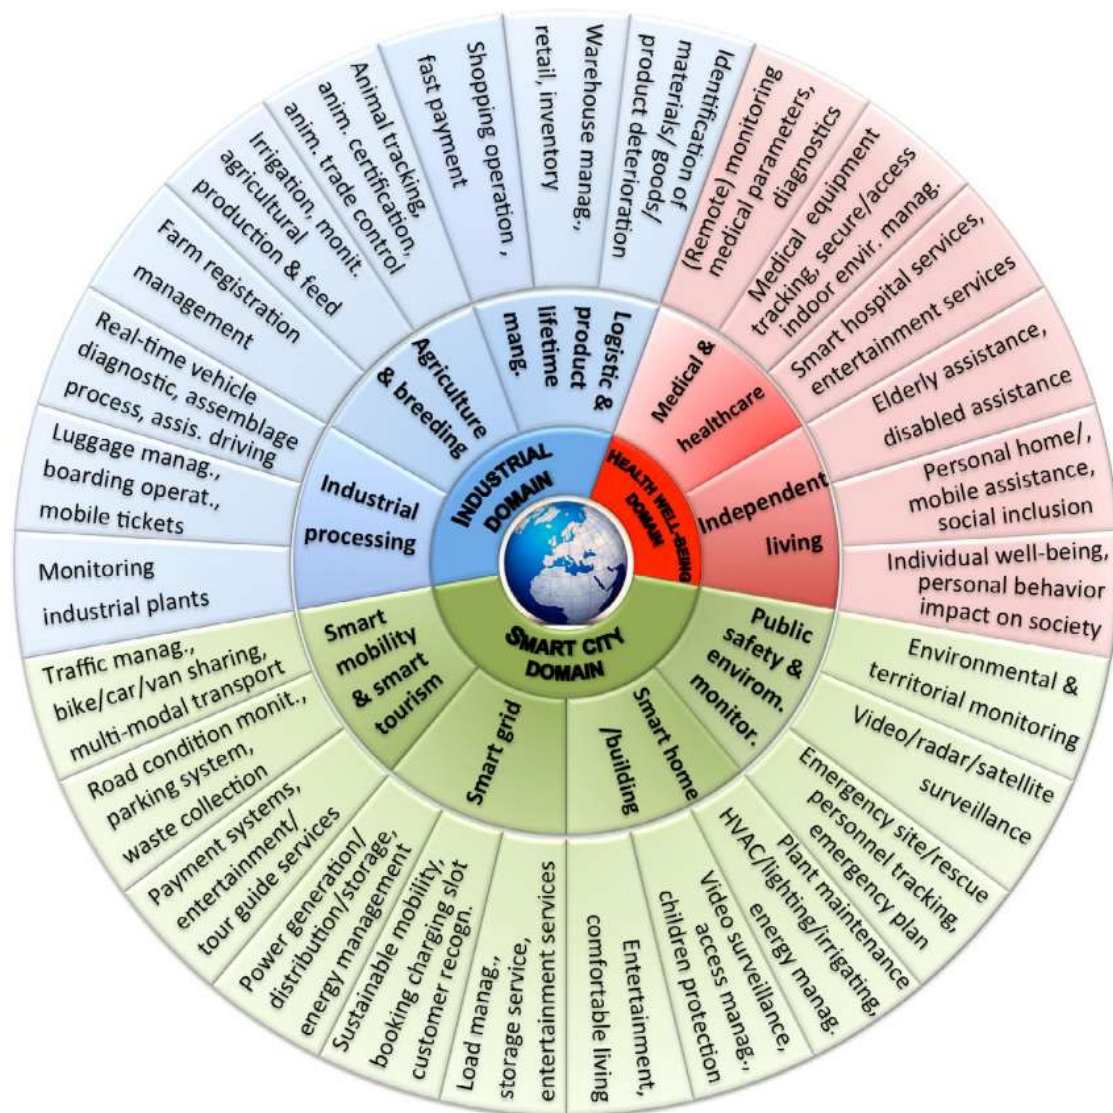 INDUSTRIAL
DOMAIN
HEALTH WELL-BEING
DOMAIN
SMART CITY
DOMAIN
Logistic &
product
lifetime
mang.
Agriculture
& breeding
Industrial
processing
Medical &
healthcare
Independent
living
Public
safety &
envirom.
monitor.
Smart home
/building
Smart grid
Smart
mobility
& smart
tourism
Identification of
materials/ goods/
product deterioration
Warehouse manag.,
retail, inventory
Shopping operation ,
fast payment
Animal tracking,
anim. certification,
anim. trade control
Irrigation, monit.
agricultural
production & feed
Farm registration
management
Real-time vehicle
diagnostic, assemblage
process, assis. driving
Luggage manag.,
boarding operat.,
mobile tickets
Monitoring
industrial plants
(Remote) monitoring
medical parameters,
diagnostics
Medical equipment
tracking, secure/access
indoor envir. manag.
Smart hospital services,
entertainment services
Elderly assistance,
disabled assistance
Personal home/,
mobile assistance,
social inclusion
Individual well-being,
personal behavior
impact on society
Environmental &
territorial monitoring
Video/radar/satellite
surveillance
Emergency site/rescue
personnel tracking,
emergency plan
Plant maintenance
HVAC/lighting/irrigating,
energy manag.
Video surveillance,
access manag.,
children protection
Entertainment,
comfortable living
Load manag.,
storage service,
entertainment services
Sustainable mobility,
booking charging slot
customer recogn.
Power generation/
distribution/storage,
energy management
Payment systems,
entertainment/
tour guide services
Road condition monit.,
parking system,
waste collection
Traffic manag.,
bike/car/van sharing,
multi-modal transport